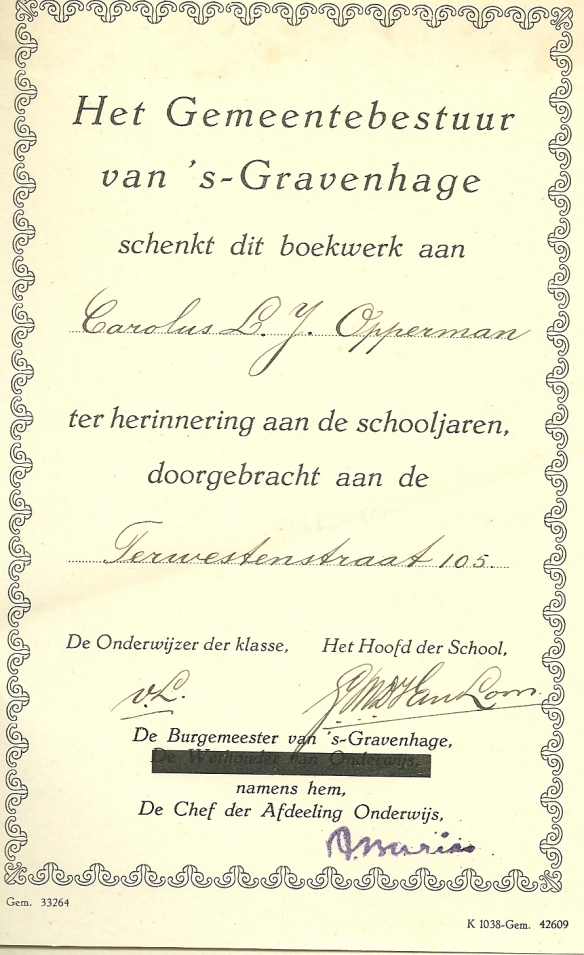 Het Gemeentebestuur
van 's-Gravenhage
schenkt dit boekwerk aan
Carolus L. J. Opperman
ter herinnering aan de schooljaren,
doorgebracht aan de
Terwestenstraat 105.
De Onderwijzer der klasse, Het Hoofd der School,
v.L.
De Burgemeester van 's-Gravenhage,
De Wethouder van Onderwijs,
namens hem,
De Chef der Afdeeling Onderwijs,
Gem. 33264
K 1038-Gem. 42609